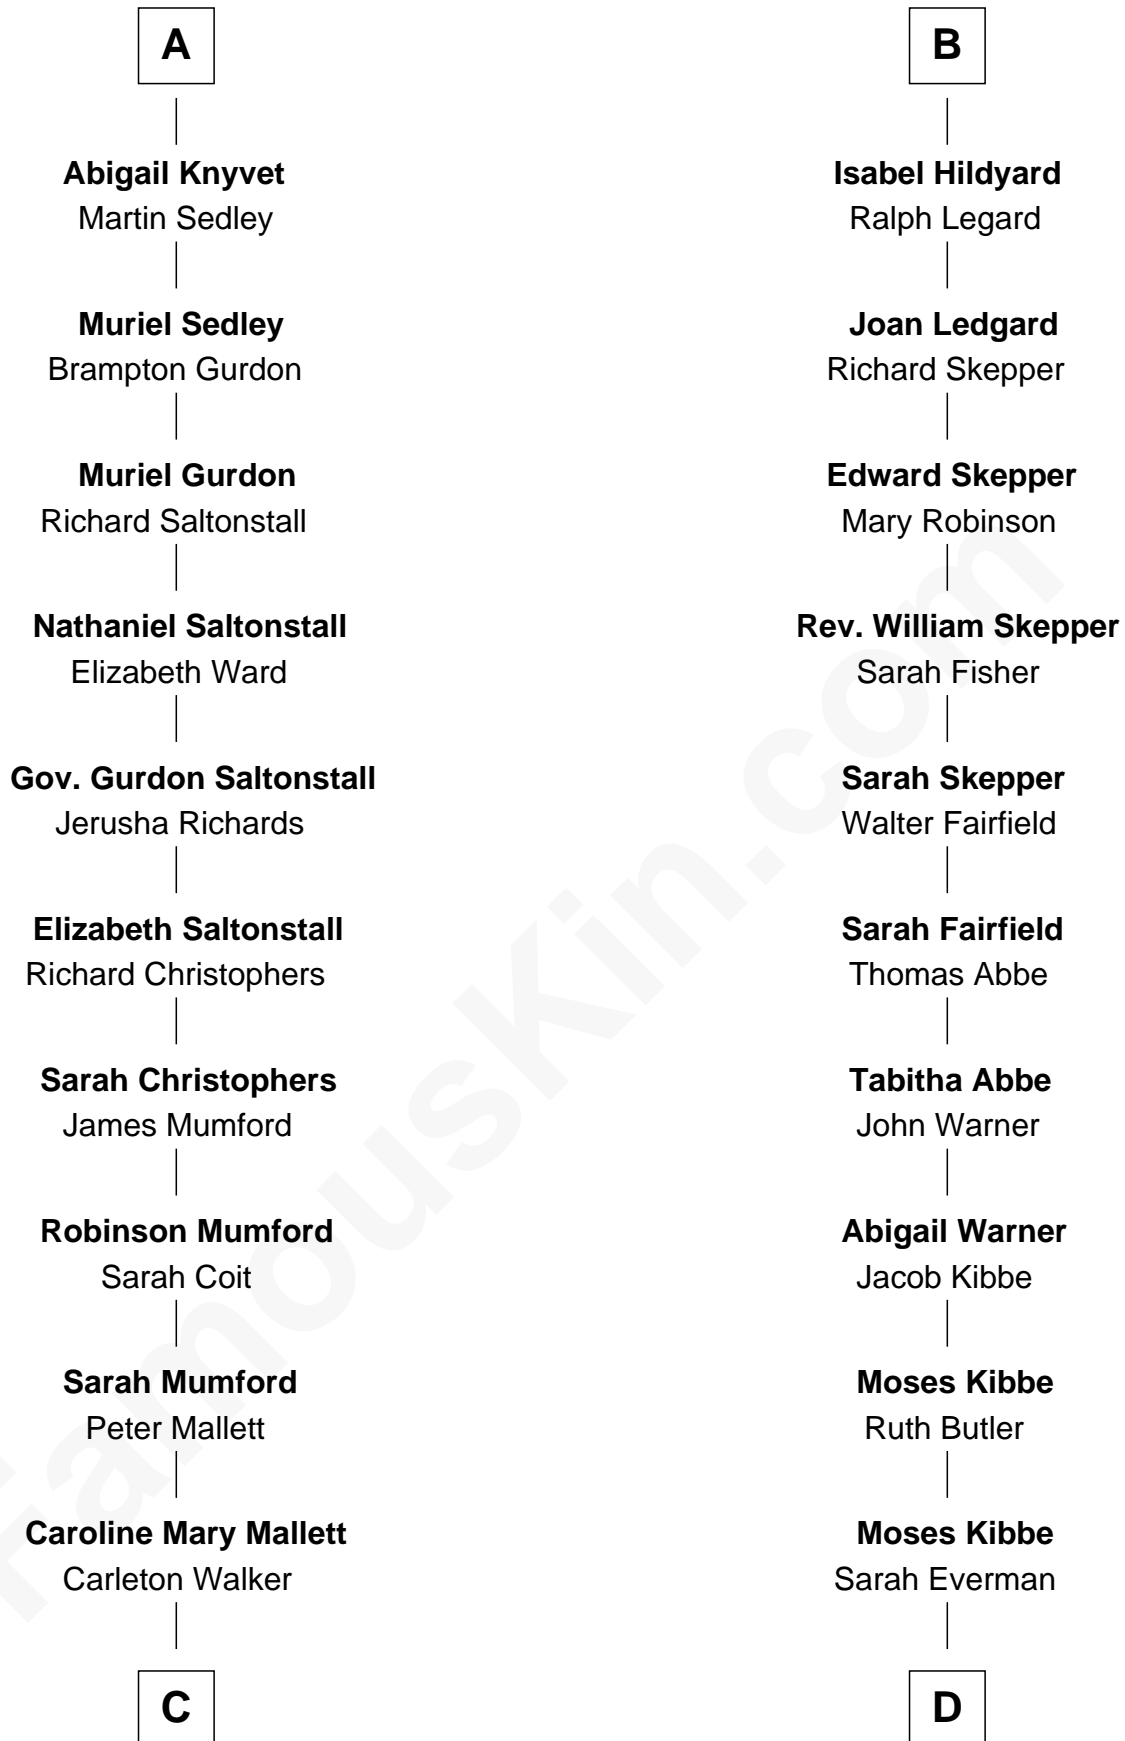 A
Abigail Knyvet
Martin Sedley
Muriel Sedley
Brampton Gurdon
Muriel Gurdon
Richard Saltonstall
Nathaniel Saltonstall
Elizabeth Ward
Gov. Gurdon Saltonstall
Jerusha Richards
Elizabeth Saltonstall
Richard Christophers
Sarah Christophers
James Mumford
Robinson Mumford
Sarah Coit
Sarah Mumford
Peter Mallett
Caroline Mary Mallett
Carleton Walker
C
B
Isabel Hildyard
Ralph Legard
Joan Ledgard
Richard Skepper
Edward Skepper
Mary Robinson
Rev. William Skepper
Sarah Fisher
Sarah Skepper
Walter Fairfield
Sarah Fairfield
Thomas Abbe
Tabitha Abbe
John Warner
Abigail Warner
Jacob Kibbe
Moses Kibbe
Ruth Butler
Moses Kibbe
Sarah Everman
D
FamousKin.com